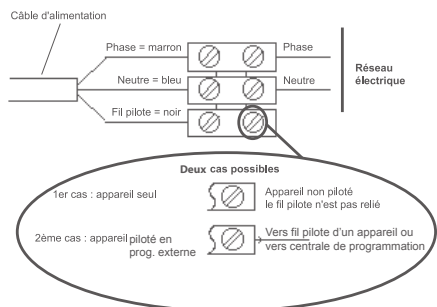 Câble d'alimentation
Phase = marron
Phase
Neutre = bleu
Neutre
Réseau
électrique
Fil pilote = noir
Deux cas possibles
1er cas : appareil seul
Appareil non piloté
le fil pilote n'est pas relié
2ème cas : appareil piloté en
prog. externe
Vers fil pilote d'un appareil ou
vers centrale de programmation